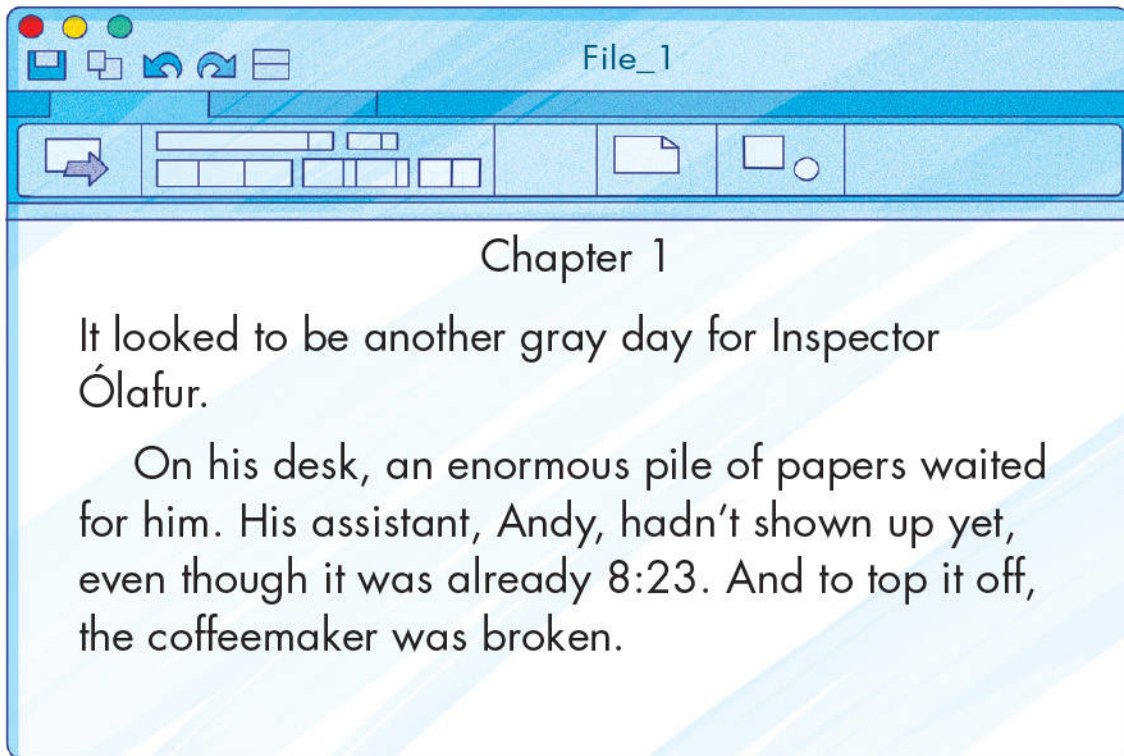 File_1
Chapter 1
It looked to be another gray day for Inspector
Ólafur.
On his desk, an enormous pile of papers waited
for him. His assistant, Andy, hadn't shown up yet,
even though it was already 8:23. And to top it off,
the coffeemaker was broken.